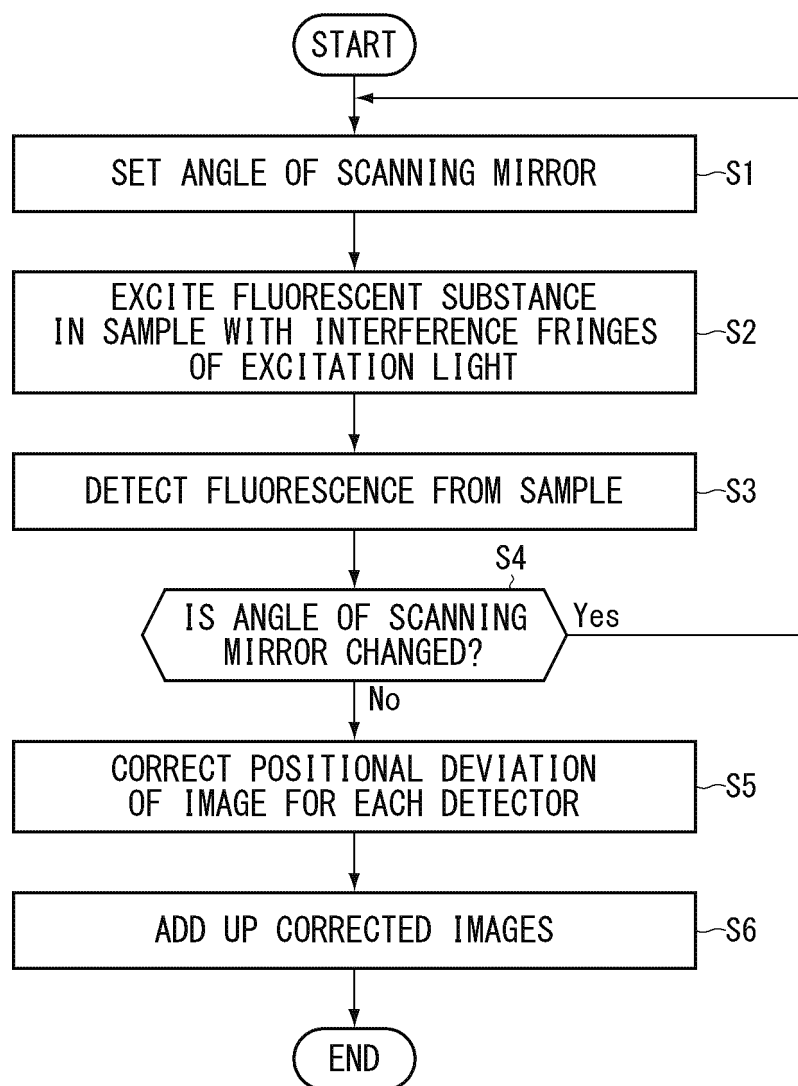 START
SET ANGLE OF SCANNING MIRROR
S1
EXCITE FLUORESCENT SUBSTANCE
IN SAMPLE WITH INTERFERENCE FRINGES
OF EXCITATION LIGHT
S2
DETECT FLUORESCENCE FROM SAMPLE
S3
S4
IS ANGLE OF SCANNING
MIRROR CHANGED?
Yes
No
CORRECT POSITIONAL DEVIATION
OF IMAGE FOR EACH DETECTOR
S5
ADD UP CORRECTED IMAGES
S6
END